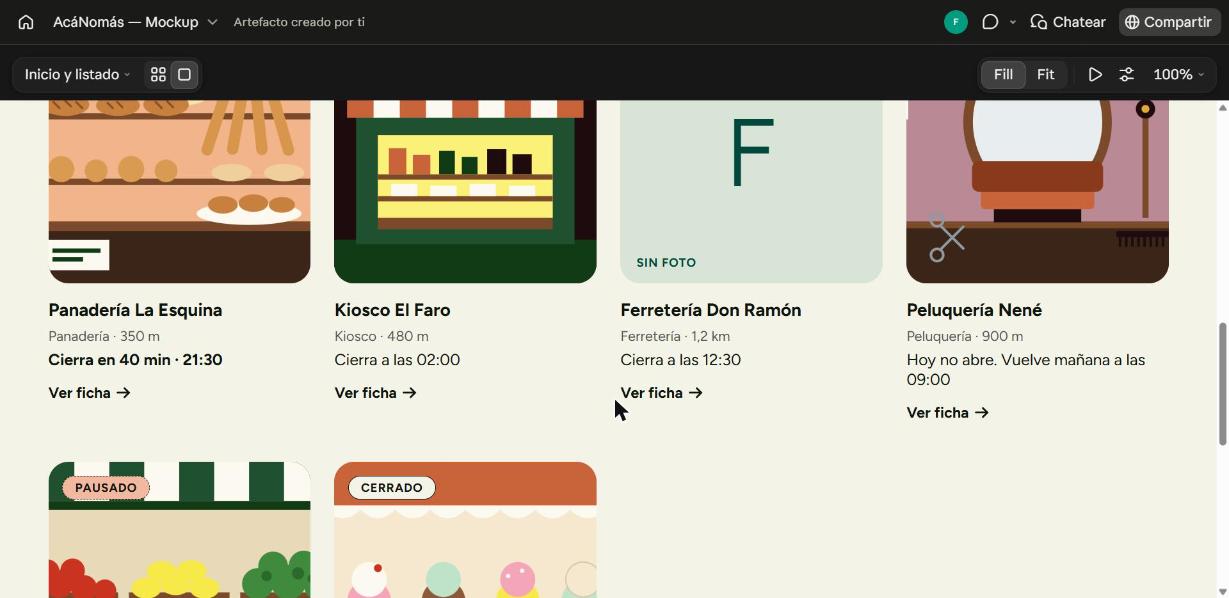 AcáNomás — Mockup
Artefacto creado por ti
F
Chatear
Compartir
Inicio y listado
Fill
Fit
100%
F
SIN FOTO
Panadería La Esquina
Panadería · 350 m
Cierra en 40 min · 21:30
Ver ficha →
Kiosco El Faro
Kiosco · 480 m
Cierra a las 02:00
Ver ficha →
Ferretería Don Ramón
Ferretería · 1,2 km
Cierra a las 12:30
Ver ficha →
Peluquería Nené
Peluquería · 900 m
Hoy no abre. Vuelve mañana a las
09:00
Ver ficha →
PAUSADO
CERRADO